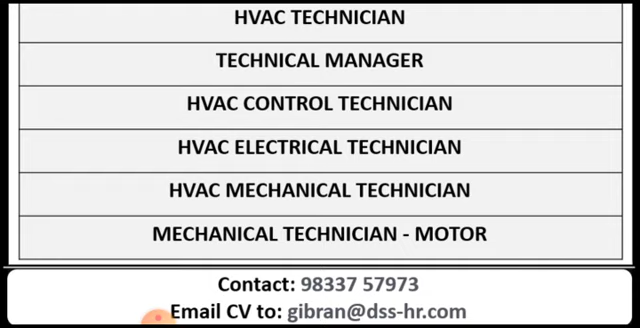 HVAC TECHNICIAN
TECHNICAL MANAGER
HVAC CONTROL TECHNICIAN
HVAC ELECTRICAL TECHNICIAN
HVAC MECHANICAL TECHNICIAN
MECHANICAL TECHNICIAN - MOTOR
Contact: 98337 57973
Email CV to: gibran@dss-hr.com